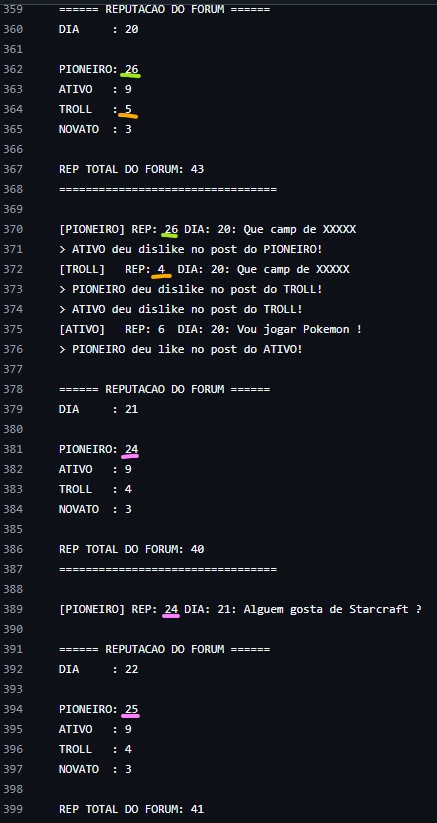 359 ====== REPUTACAO DO FORUM ======
360 DIA     : 20
361
362 PIONEIRO: 26
363 ATIVO   : 9
364 TROLL   : 5
365 NOVATO  : 3
366
367 REP TOTAL DO FORUM: 43
368 =================================
369
370 [PIONEIRO] REP: 26 DIA: 20: Que camp de XXXXX
371 > ATIVO deu dislike no post do PIONEIRO!
372 [TROLL]   REP: 4  DIA: 20: Que camp de XXXXX
373 > PIONEIRO deu dislike no post do TROLL!
374 > ATIVO deu dislike no post do TROLL!
375 [ATIVO]   REP: 6  DIA: 20: Vou jogar Pokemon !
376 > PIONEIRO deu like no post do ATIVO!
377
378 ====== REPUTACAO DO FORUM ======
379 DIA     : 21
380
381 PIONEIRO: 24
382 ATIVO   : 9
383 TROLL   : 4
384 NOVATO  : 3
385
386 REP TOTAL DO FORUM: 40
387 =================================
388
389 [PIONEIRO] REP: 24 DIA: 21: Alguem gosta de Starcraft ?
390
391 ====== REPUTACAO DO FORUM ======
392 DIA     : 22
393
394 PIONEIRO: 25
395 ATIVO   : 9
396 TROLL   : 4
397 NOVATO  : 3
398
399 REP TOTAL DO FORUM: 41